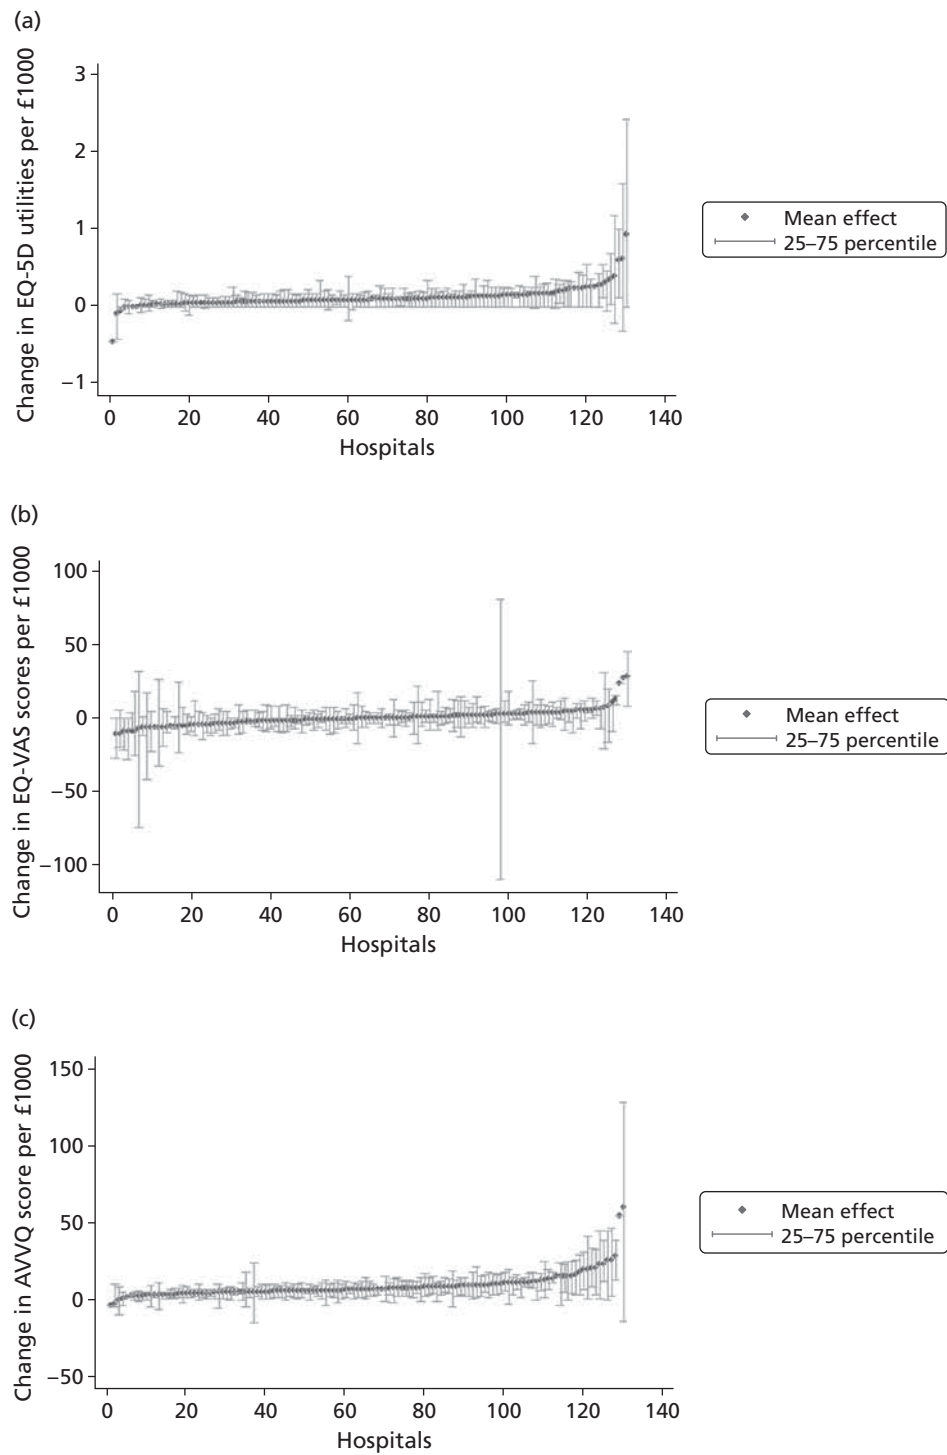 (a)
Change in EQ-5D utilities per £1000
3
2
1
0
−1
0 20 40 60 80 100 120 140
Hospitals
Mean effect
25–75 percentile
(b)
Change in EQ-VAS scores per £1000
100
50
0
−50
−100
0 20 40 60 80 100 120 140
Hospitals
Mean effect
25–75 percentile
(c)
Change in AVVQ score per £1000
150
100
50
0
−50
0 20 40 60 80 100 120 140
Hospitals
Mean effect
25–75 percentile